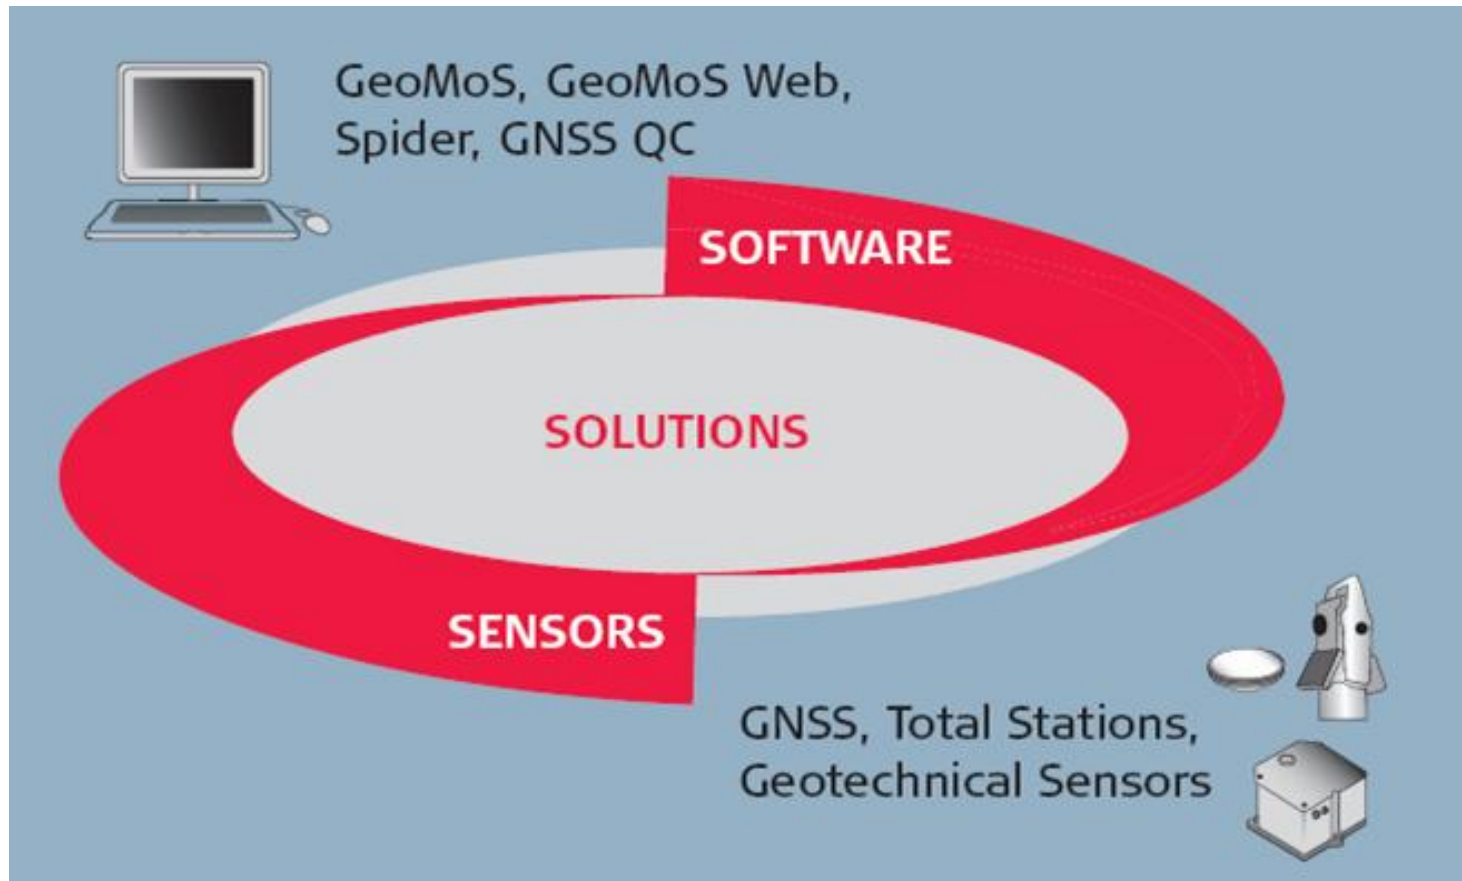 GeoMoS, GeoMoS Web,
Spider, GNSS QC
SOFTWARE
SOLUTIONS
SENSORS
GNSS, Total Stations,
Geotechnical Sensors